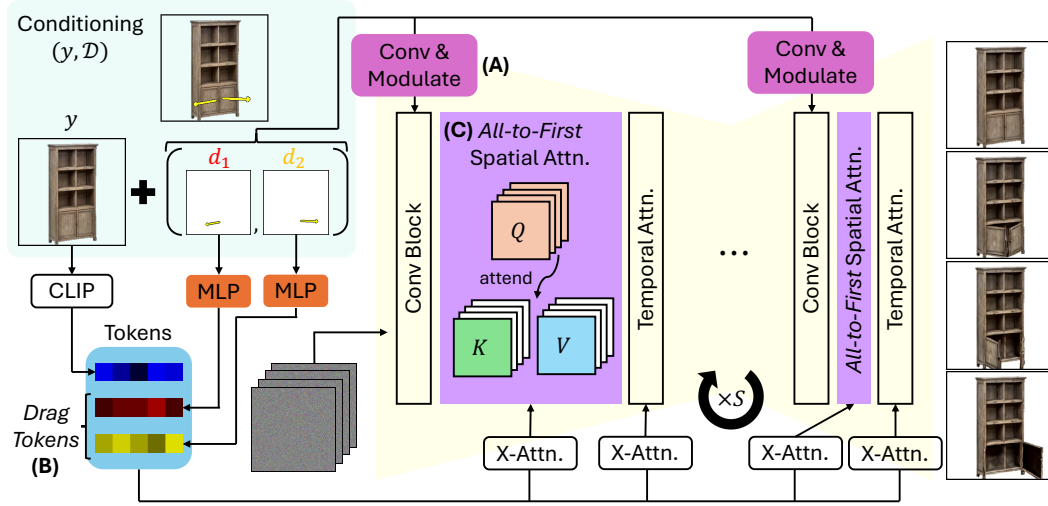 Conditioning
(y, 𝒟)
y
d₁
d₂
,
CLIP
MLP
MLP
Tokens
Drag
Tokens
(B)
Conv &
Modulate
(A)
Conv Block
(C) All-to-First
Spatial Attn.
Q
attend
K
V
Temporal Attn.
...
×S
Conv &
Modulate
Conv Block
All-to-First Spatial Attn.
Temporal Attn.
X-Attn.
X-Attn.
X-Attn.
X-Attn.